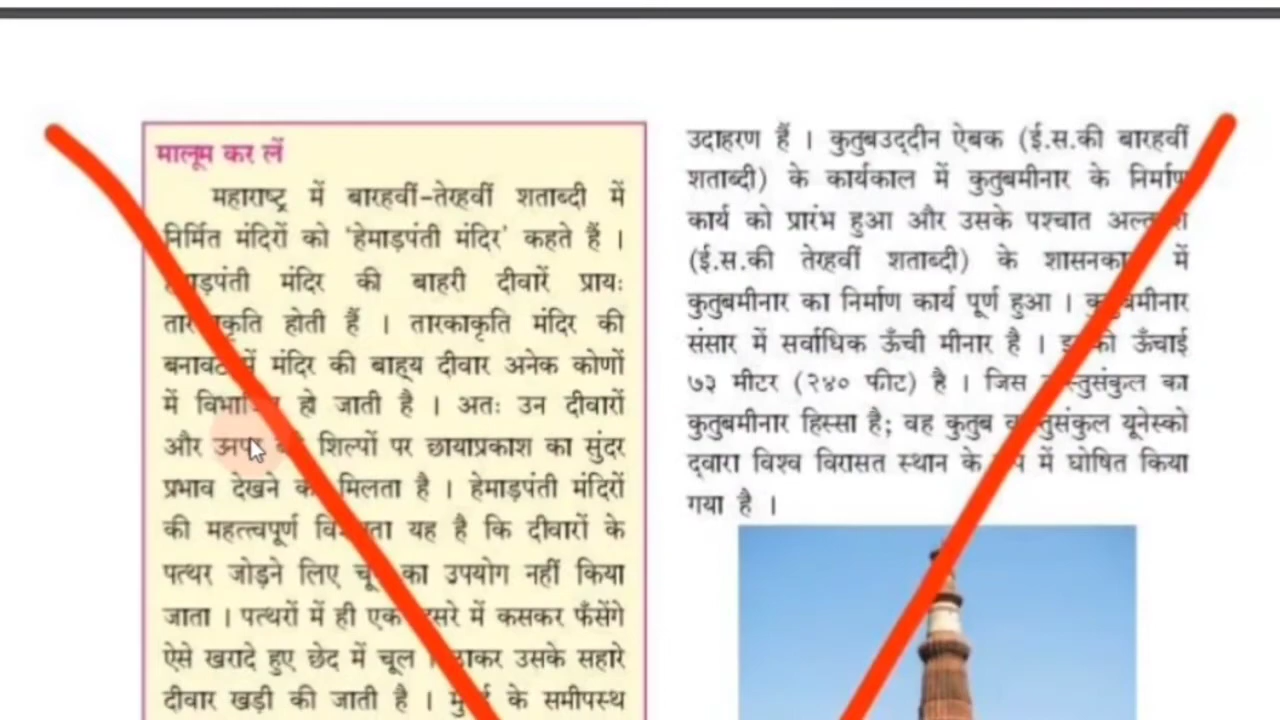 मालूम कर लें
महाराष्ट्र में बारहवीं-तेरहवीं शताब्दी में
निर्मित मंदिरों को 'हेमाड़पंती मंदिर' कहते हैं ।
मंदिर की बाहरी दीवारें प्रायः
होती हैं । तारकाकृति मंदिर की
में मंदिर की बाह्य दीवार अनेक कोणों
में हो जाती है । अतः उन दीवारों
और शिल्पों पर छायाप्रकाश का सुंदर
प्रभाव देखने मिलता है । हेमाड़पंती मंदिरों
की महत्त्वपूर्ण यह है कि दीवारों के
पत्थर जोड़ने लिए का उपयोग नहीं किया
जाता । पत्थरों में ही एक में कसकर फँसेंगे
ऐसे खरादे हुए छेद में चूल उसके सहारे
दीवार खड़ी की जाती है । के समीपस्थ
उदाहरण हैं । कुतुबउद्दीन ऐबक (ई.स.की बारहवीं
शताब्दी) के कार्यकाल में कुतुबमीनार के निर्माण
कार्य को प्रारंभ हुआ और उसके पश्चात
(ई.स.की तेरहवीं शताब्दी) के में
कुतुबमीनार का निर्माण कार्य पूर्ण हुआ ।
संसार में सर्वाधिक ऊँची मीनार है । ऊँचाई
७३ मीटर (२४० फीट) है । जिस का
कुतुबमीनार हिस्सा है; वह कुतुब यूनेस्को
द्वारा विश्व विरासत स्थान के में घोषित किया
गया है ।